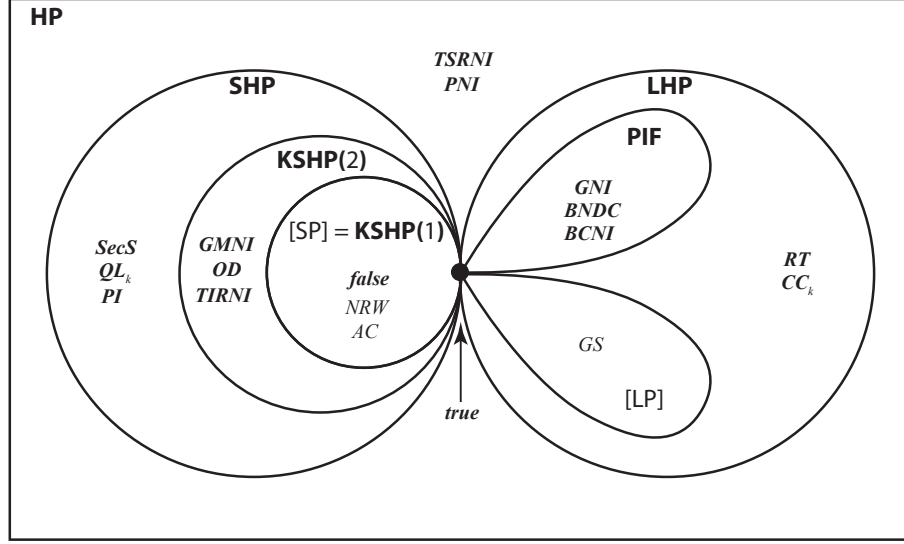 HP
TSRNI
PNI
SHP
LHP
PIF
KSHP(2)
GNI
BNDC
BCNI
[SP] = KSHP(1)
SecS
QLk
PI
GMNI
OD
TIRNI
false
NRW
AC
RT
CCk
GS
[LP]
true